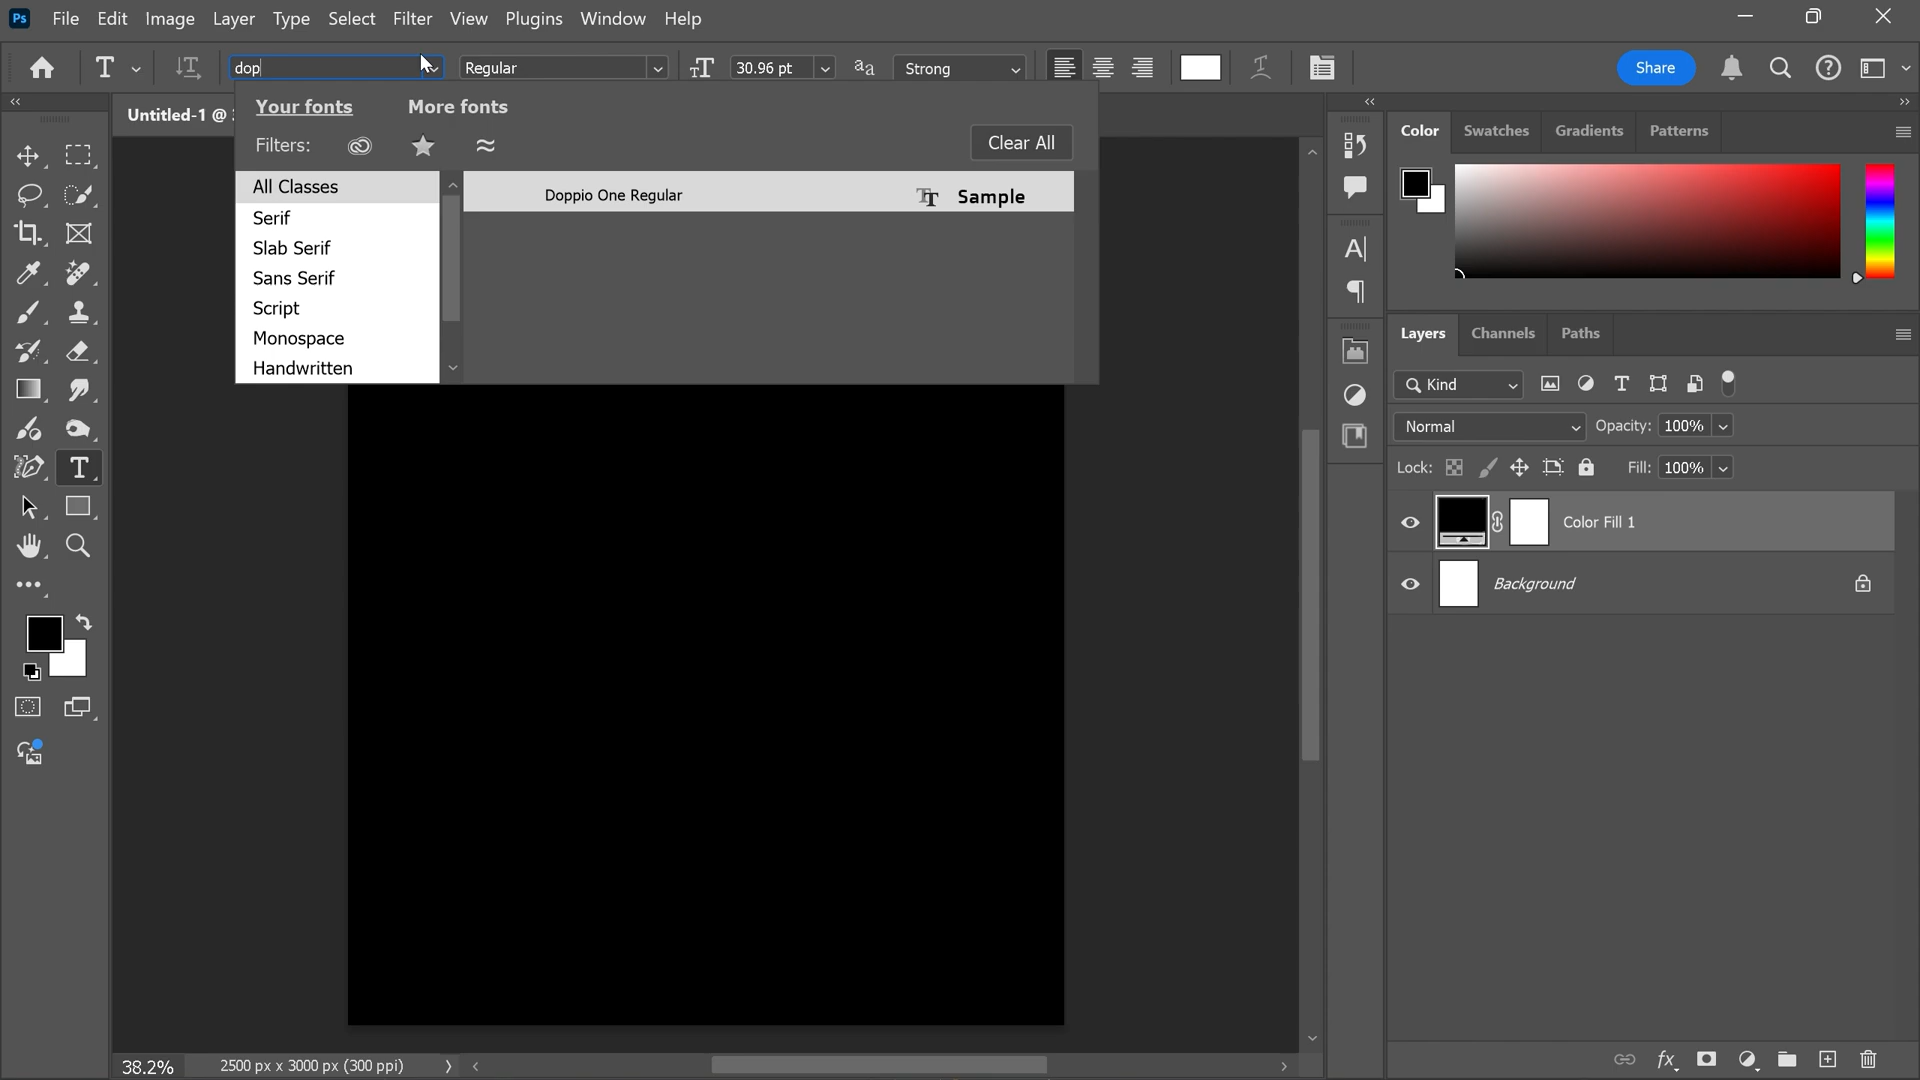 Ps File Edit Image Layer Type Select Filter View Plugins Window Help
dop Regular 30.96 pt aa Strong Share
Untitled-1 @
Your fonts More fonts
Filters: Clear All
All Classes
Serif
Slab Serif
Sans Serif
Script
Monospace
Handwritten
Doppio One Regular Sample
Color Swatches Gradients Patterns
Layers Channels Paths
Kind
Normal Opacity: 100%
Lock: Fill: 100%
Color Fill 1
Background
38.2% 2500 px x 3000 px (300 ppi)
fx